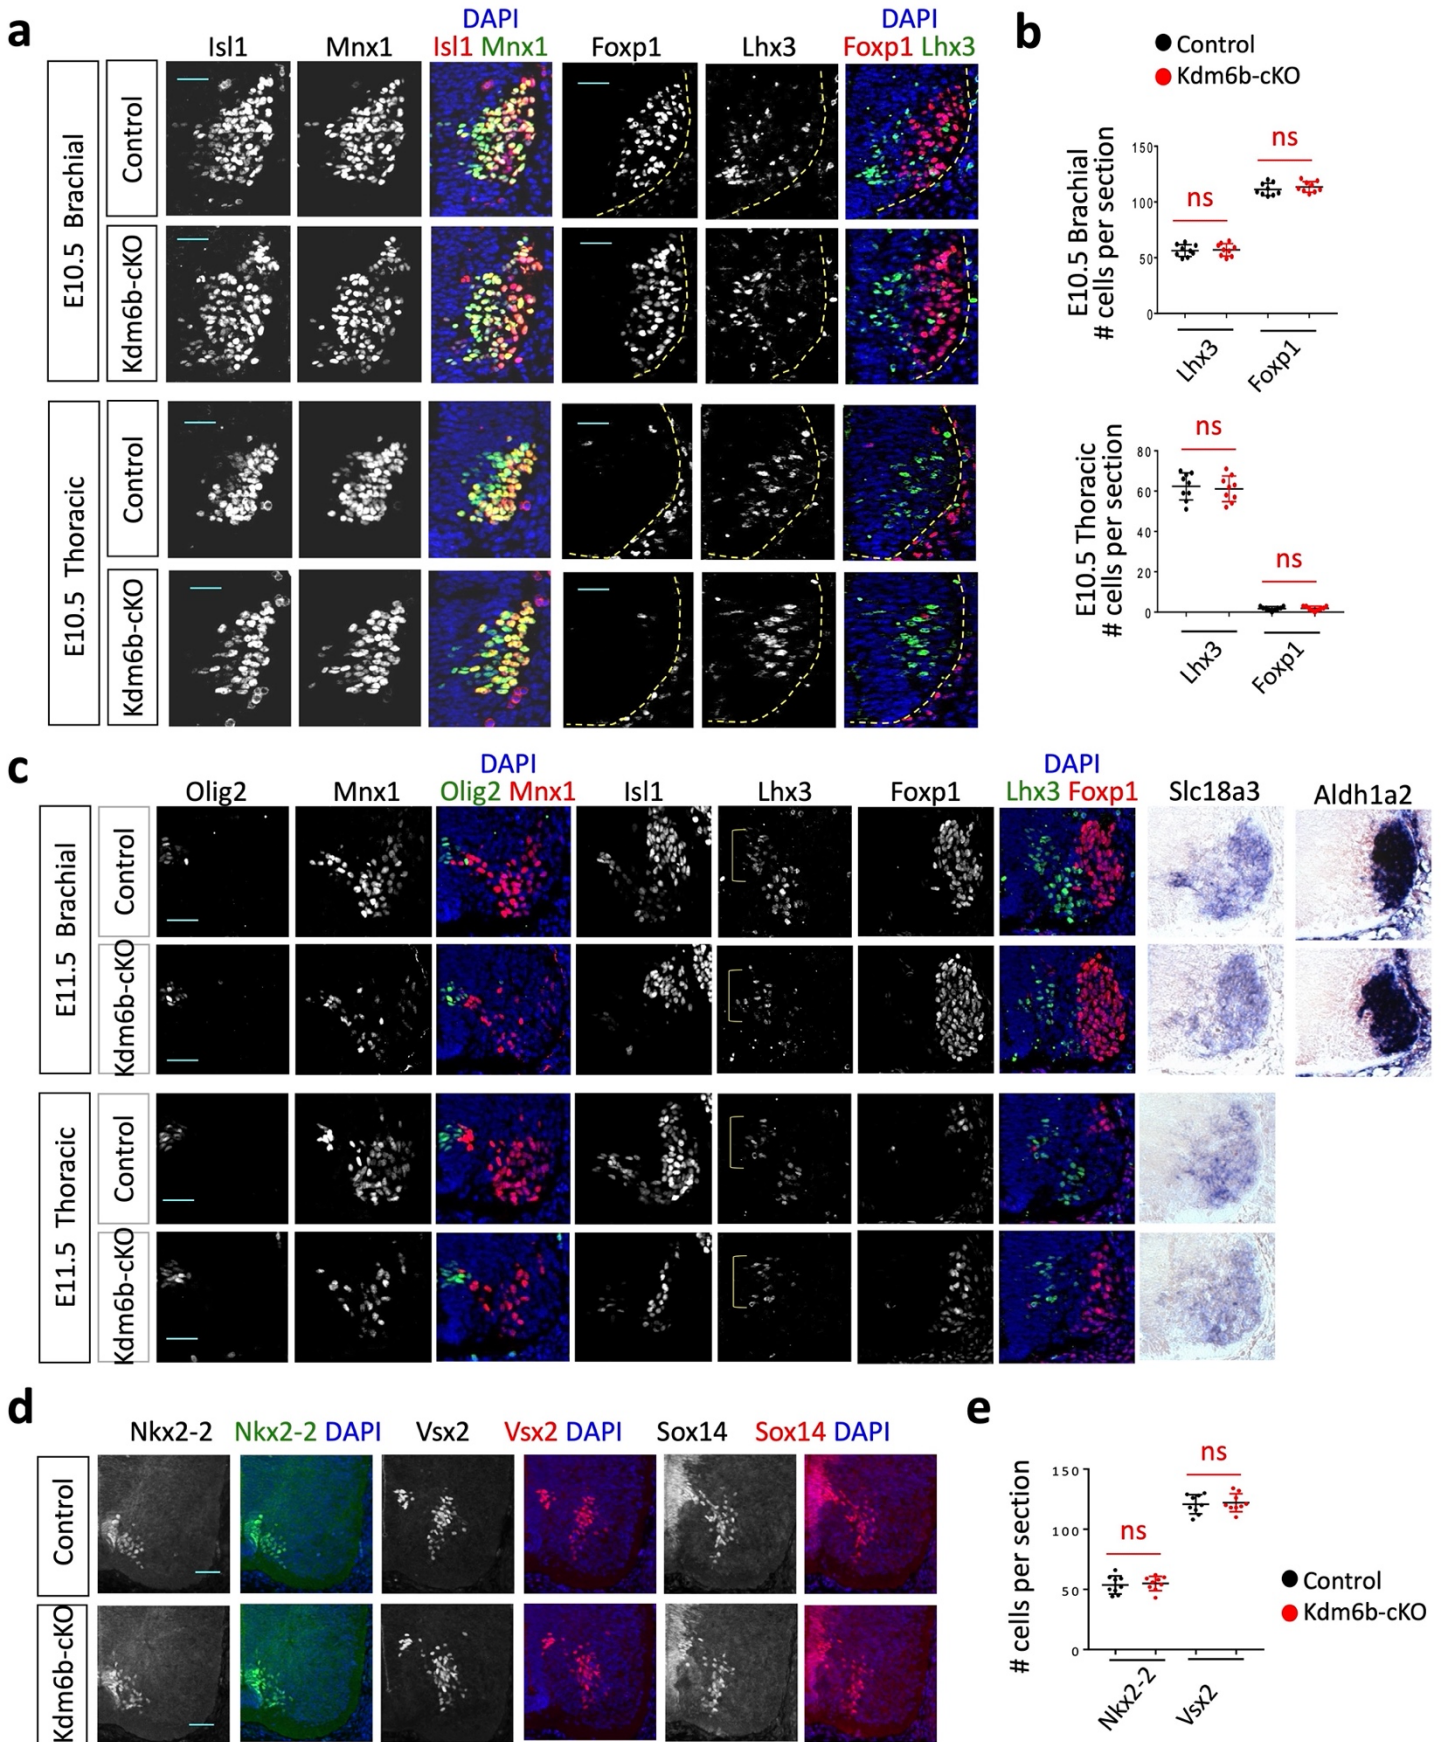 a
DAPI
Isl1 Mnx1 Isl1 Mnx1 Foxp1 Lhx3
DAPI
Foxp1 Lhx3
E10.5 Brachial
Control
Kdm6b-cKO
E10.5 Thoracic
Control
Kdm6b-cKO
b
Control
Kdm6b-cKO
E10.5 Brachial
# cells per section
150
100
50
0
ns
ns
Lhx3
Foxp1
E10.5 Thoracic
# cells per section
80
60
40
20
0
ns
ns
Lhx3
Foxp1
c
DAPI
Olig2 Mnx1 Olig2 Mnx1 Isl1 Lhx3 Foxp1
DAPI
Lhx3 Foxp1 Slc18a3 Aldh1a2
E11.5 Brachial
Control
Kdm6b-cKO
E11.5 Thoracic
Control
Kdm6b-cKO
d
Nkx2-2 Nkx2-2 DAPI Vsx2 Vsx2 DAPI Sox14 Sox14 DAPI
Control
Kdm6b-cKO
e
# cells per section
150
100
50
0
ns
ns
Nkx2-2
Vsx2
Control
Kdm6b-cKO